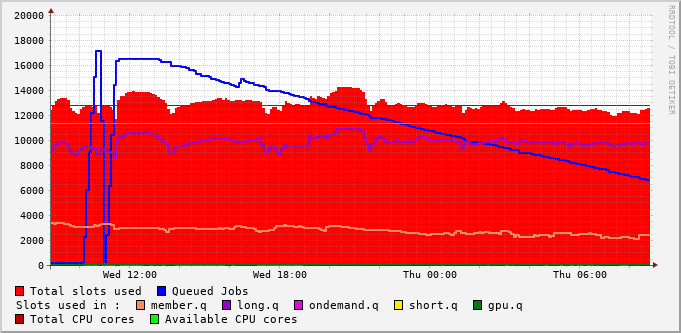 20000
18000
16000
14000
12000
10000
8000
6000
4000
2000
0
Wed 12:00 Wed 18:00 Thu 00:00 Thu 06:00
RRDTOOL / TOBI OETIKER
Total slots used Queued Jobs
Slots used in : member.q long.q ondemand.q short.q gpu.q
Total CPU cores Available CPU cores